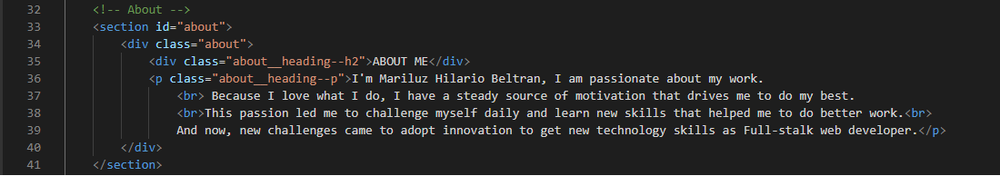 32 <!-- About -->
33 <section id="about">
34 <div class="about">
35 <div class="about__heading--h2">ABOUT ME</div>
36 <p class="about__heading--p">I'm Mariluz Hilario Beltran, I am passionate about my work.
37 <br> Because I love what I do, I have a steady source of motivation that drives me to do my best.
38 <br>This passion led me to challenge myself daily and learn new skills that helped me to do better work.<br>
39 And now, new challenges came to adopt innovation to get new technology skills as Full-stalk web developer.</p>
40 </div>
41 </section>